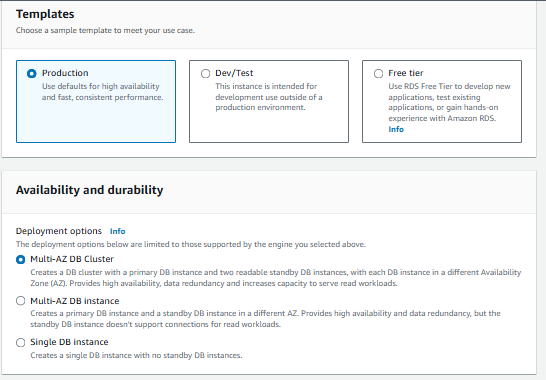 Templates
Choose a sample template to meet your use case.
Production
Use defaults for high availability
and fast, consistent performance.
Dev/Test
This instance is intended for
development use outside of a
production environment.
Free tier
Use RDS Free Tier to develop new
applications, test existing
applications, or gain hands-on
experience with Amazon RDS.
Info
Availability and durability
Deployment options Info
The deployment options below are limited to those supported by the engine you selected above.
Multi-AZ DB Cluster
Creates a DB cluster with a primary DB instance and two readable standby DB instances, with each DB instance in a different Availability
Zone (AZ). Provides high availability, data redundancy and increases capacity to serve read workloads.
Multi-AZ DB instance
Creates a primary DB instance and a standby DB instance in a different AZ. Provides high availability and data redundancy, but the
standby DB instance doesn't support connections for read workloads.
Single DB instance
Creates a single DB instance with no standby DB instances.